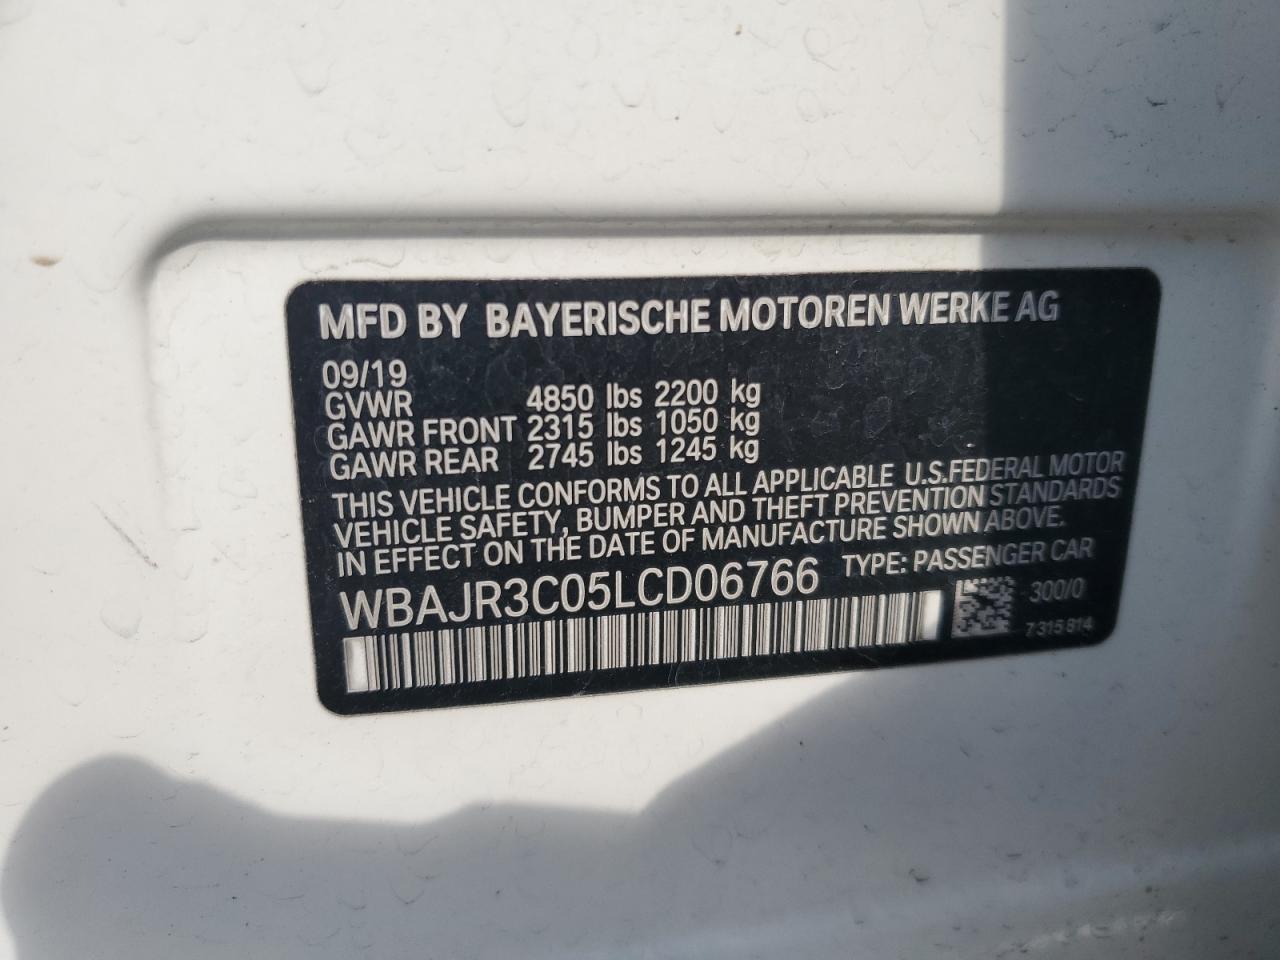 MFD BY BAYERISCHE MOTOREN WERKE AG
09/19
GVWR 4850 lbs 2200 kg
GAWR FRONT 2315 lbs 1050 kg
GAWR REAR 2745 lbs 1245 kg
THIS VEHICLE CONFORMS TO ALL APPLICABLE U.S.FEDERAL MOTOR
VEHICLE SAFETY, BUMPER AND THEFT PREVENTION STANDARDS
IN EFFECT ON THE DATE OF MANUFACTURE SHOWN ABOVE.
WBAJR3C05LCD06766 TYPE: PASSENGER CAR
300/0
7 315 814